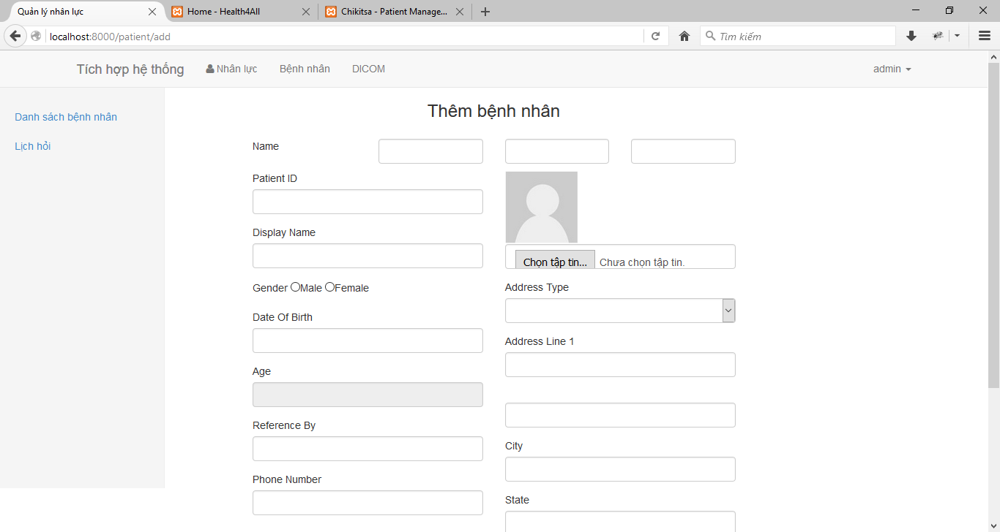 Quản lý nhân lực
Home - Health4All
Chikitsa - Patient Manage...
localhost:8000/patient/add
Tìm kiếm
Tích hợp hệ thống
Nhân lực
Bệnh nhân
DICOM
admin
Danh sách bệnh nhân
Lịch hỏi
Thêm bệnh nhân
Name
Patient ID
Display Name
Chọn tập tin... Chưa chọn tập tin.
Gender Male Female
Address Type
Date Of Birth
Address Line 1
Age
Reference By
City
Phone Number
State